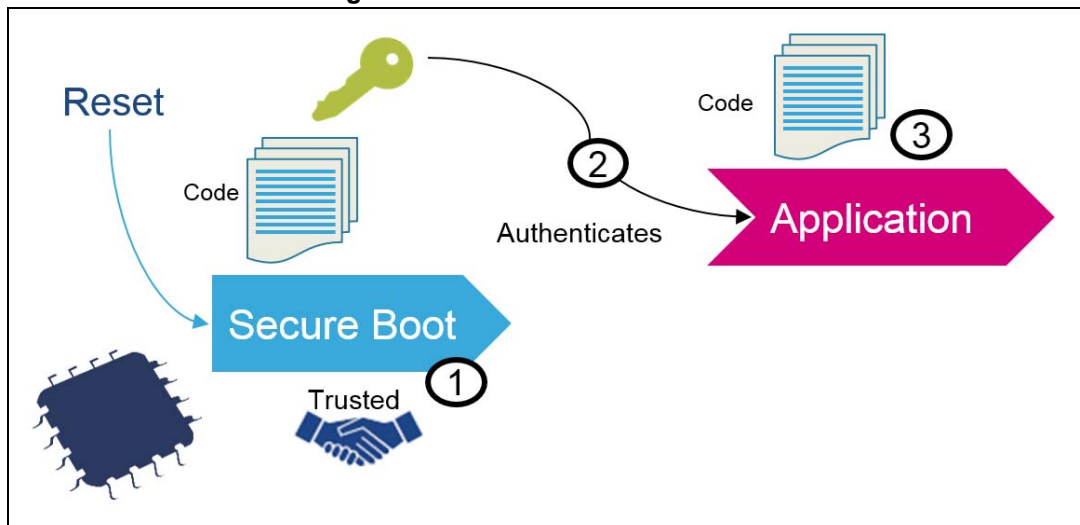 Reset
Code
Secure Boot
1
Trusted
2
Authenticates
Code
3
Application